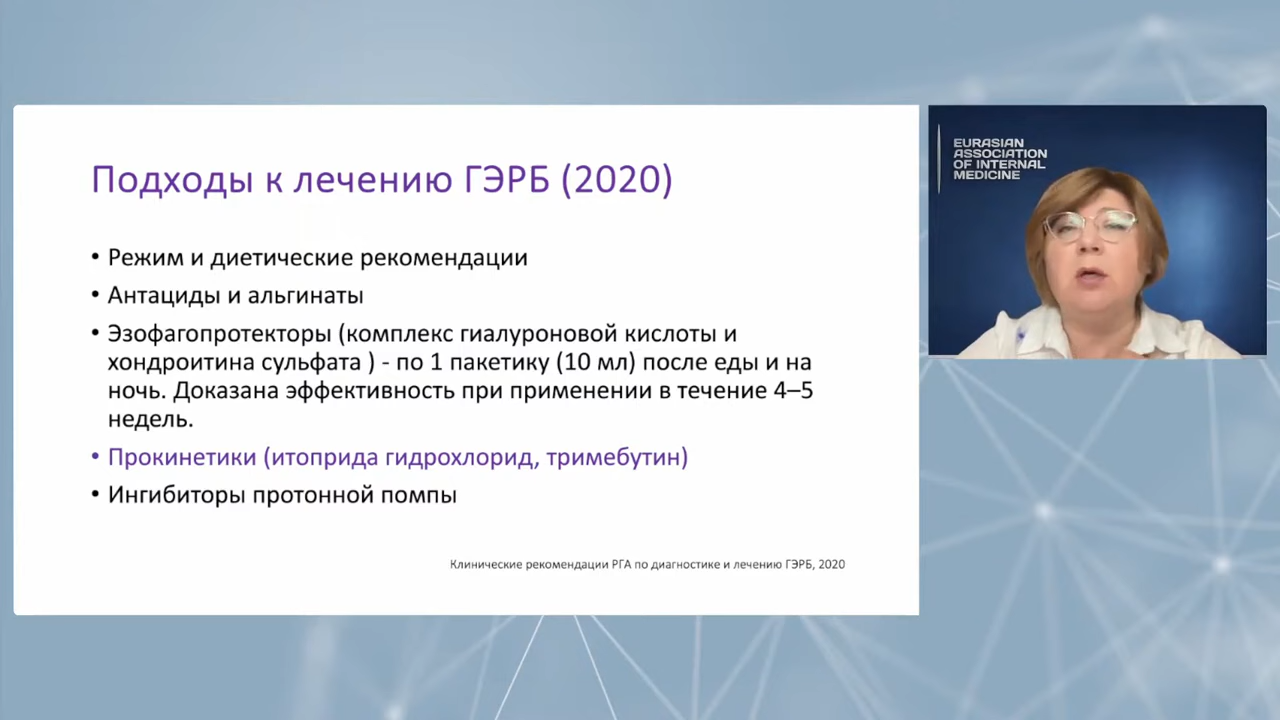 Подходы к лечению ГЭРБ (2020)
• Режим и диетические рекомендации
• Антациды и альгинаты
• Эзофагопротекторы (комплекс гиалуроновой кислоты и
хондроитина сульфата ) - по 1 пакетику (10 мл) после еды и на
ночь. Доказана эффективность при применении в течение 4–5
недель.
• Прокинетики (итоприда гидрохлорид, тримебутин)
• Ингибиторы протонной помпы
Клинические рекомендации РГА по диагностике и лечению ГЭРБ, 2020
EURASIAN
ASSOCIATION
OF INTERNAL
MEDICINE